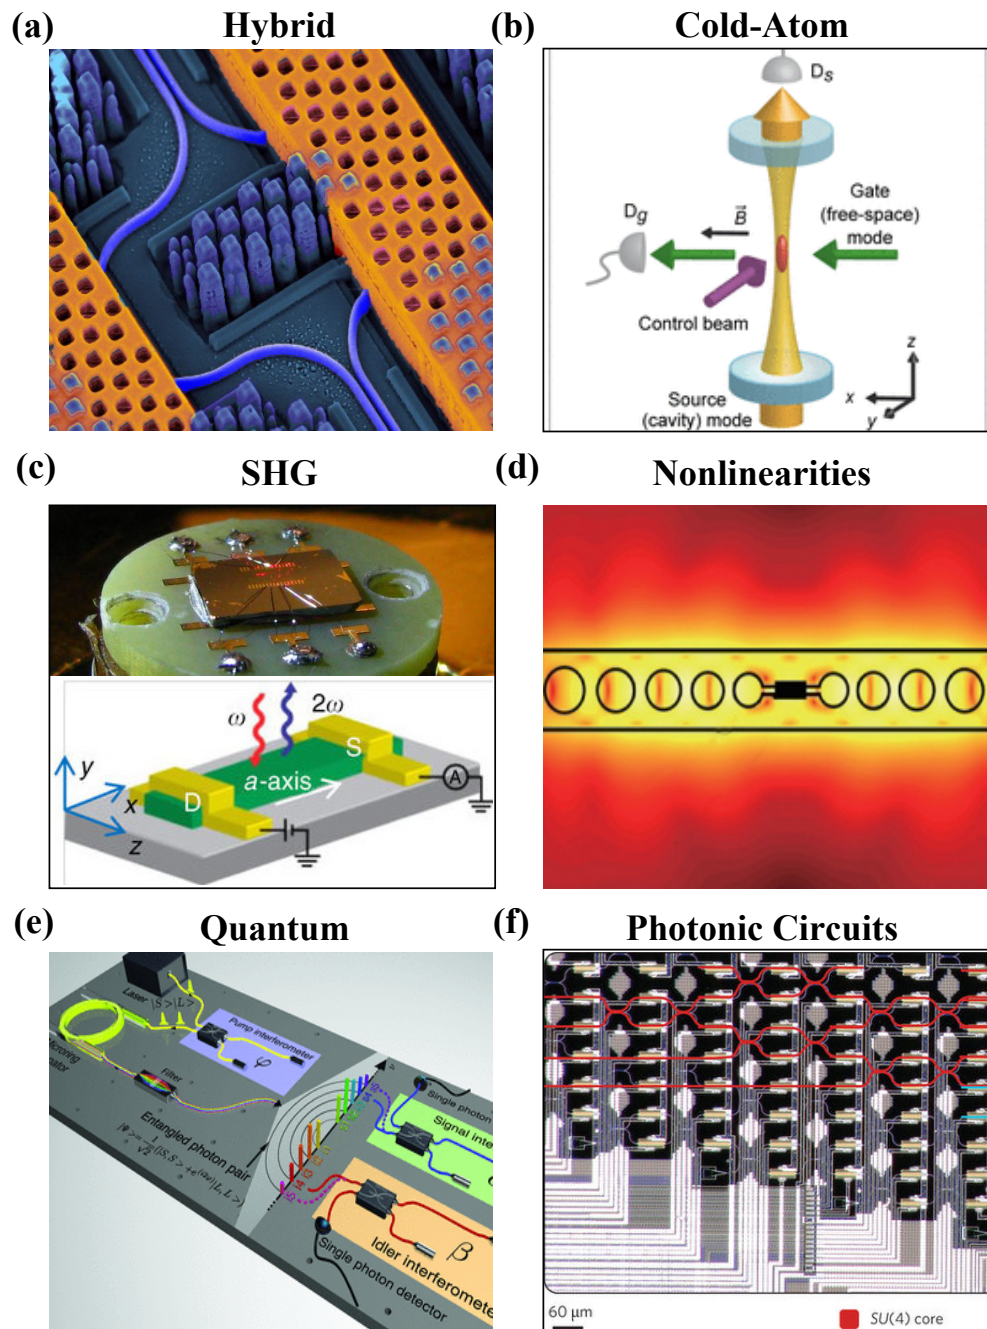 (a)
Hybrid
(b)
Cold-Atom
Ds
Dg
B
Gate
(free-space)
mode
Control beam
Source
(cavity) mode
z
x
y
(c)
SHG
(d)
Nonlinearities
ω
2ω
S
a-axis
D
A
y
x
z
(e)
Quantum
(f)
Photonic Circuits
Laser
|S>|L>
Pump interferometer
φ
Filter
Entangled photon pair
Single photon
Signal inte
Idler interferomete
β
Single photon detector
60 μm
SU(4) core